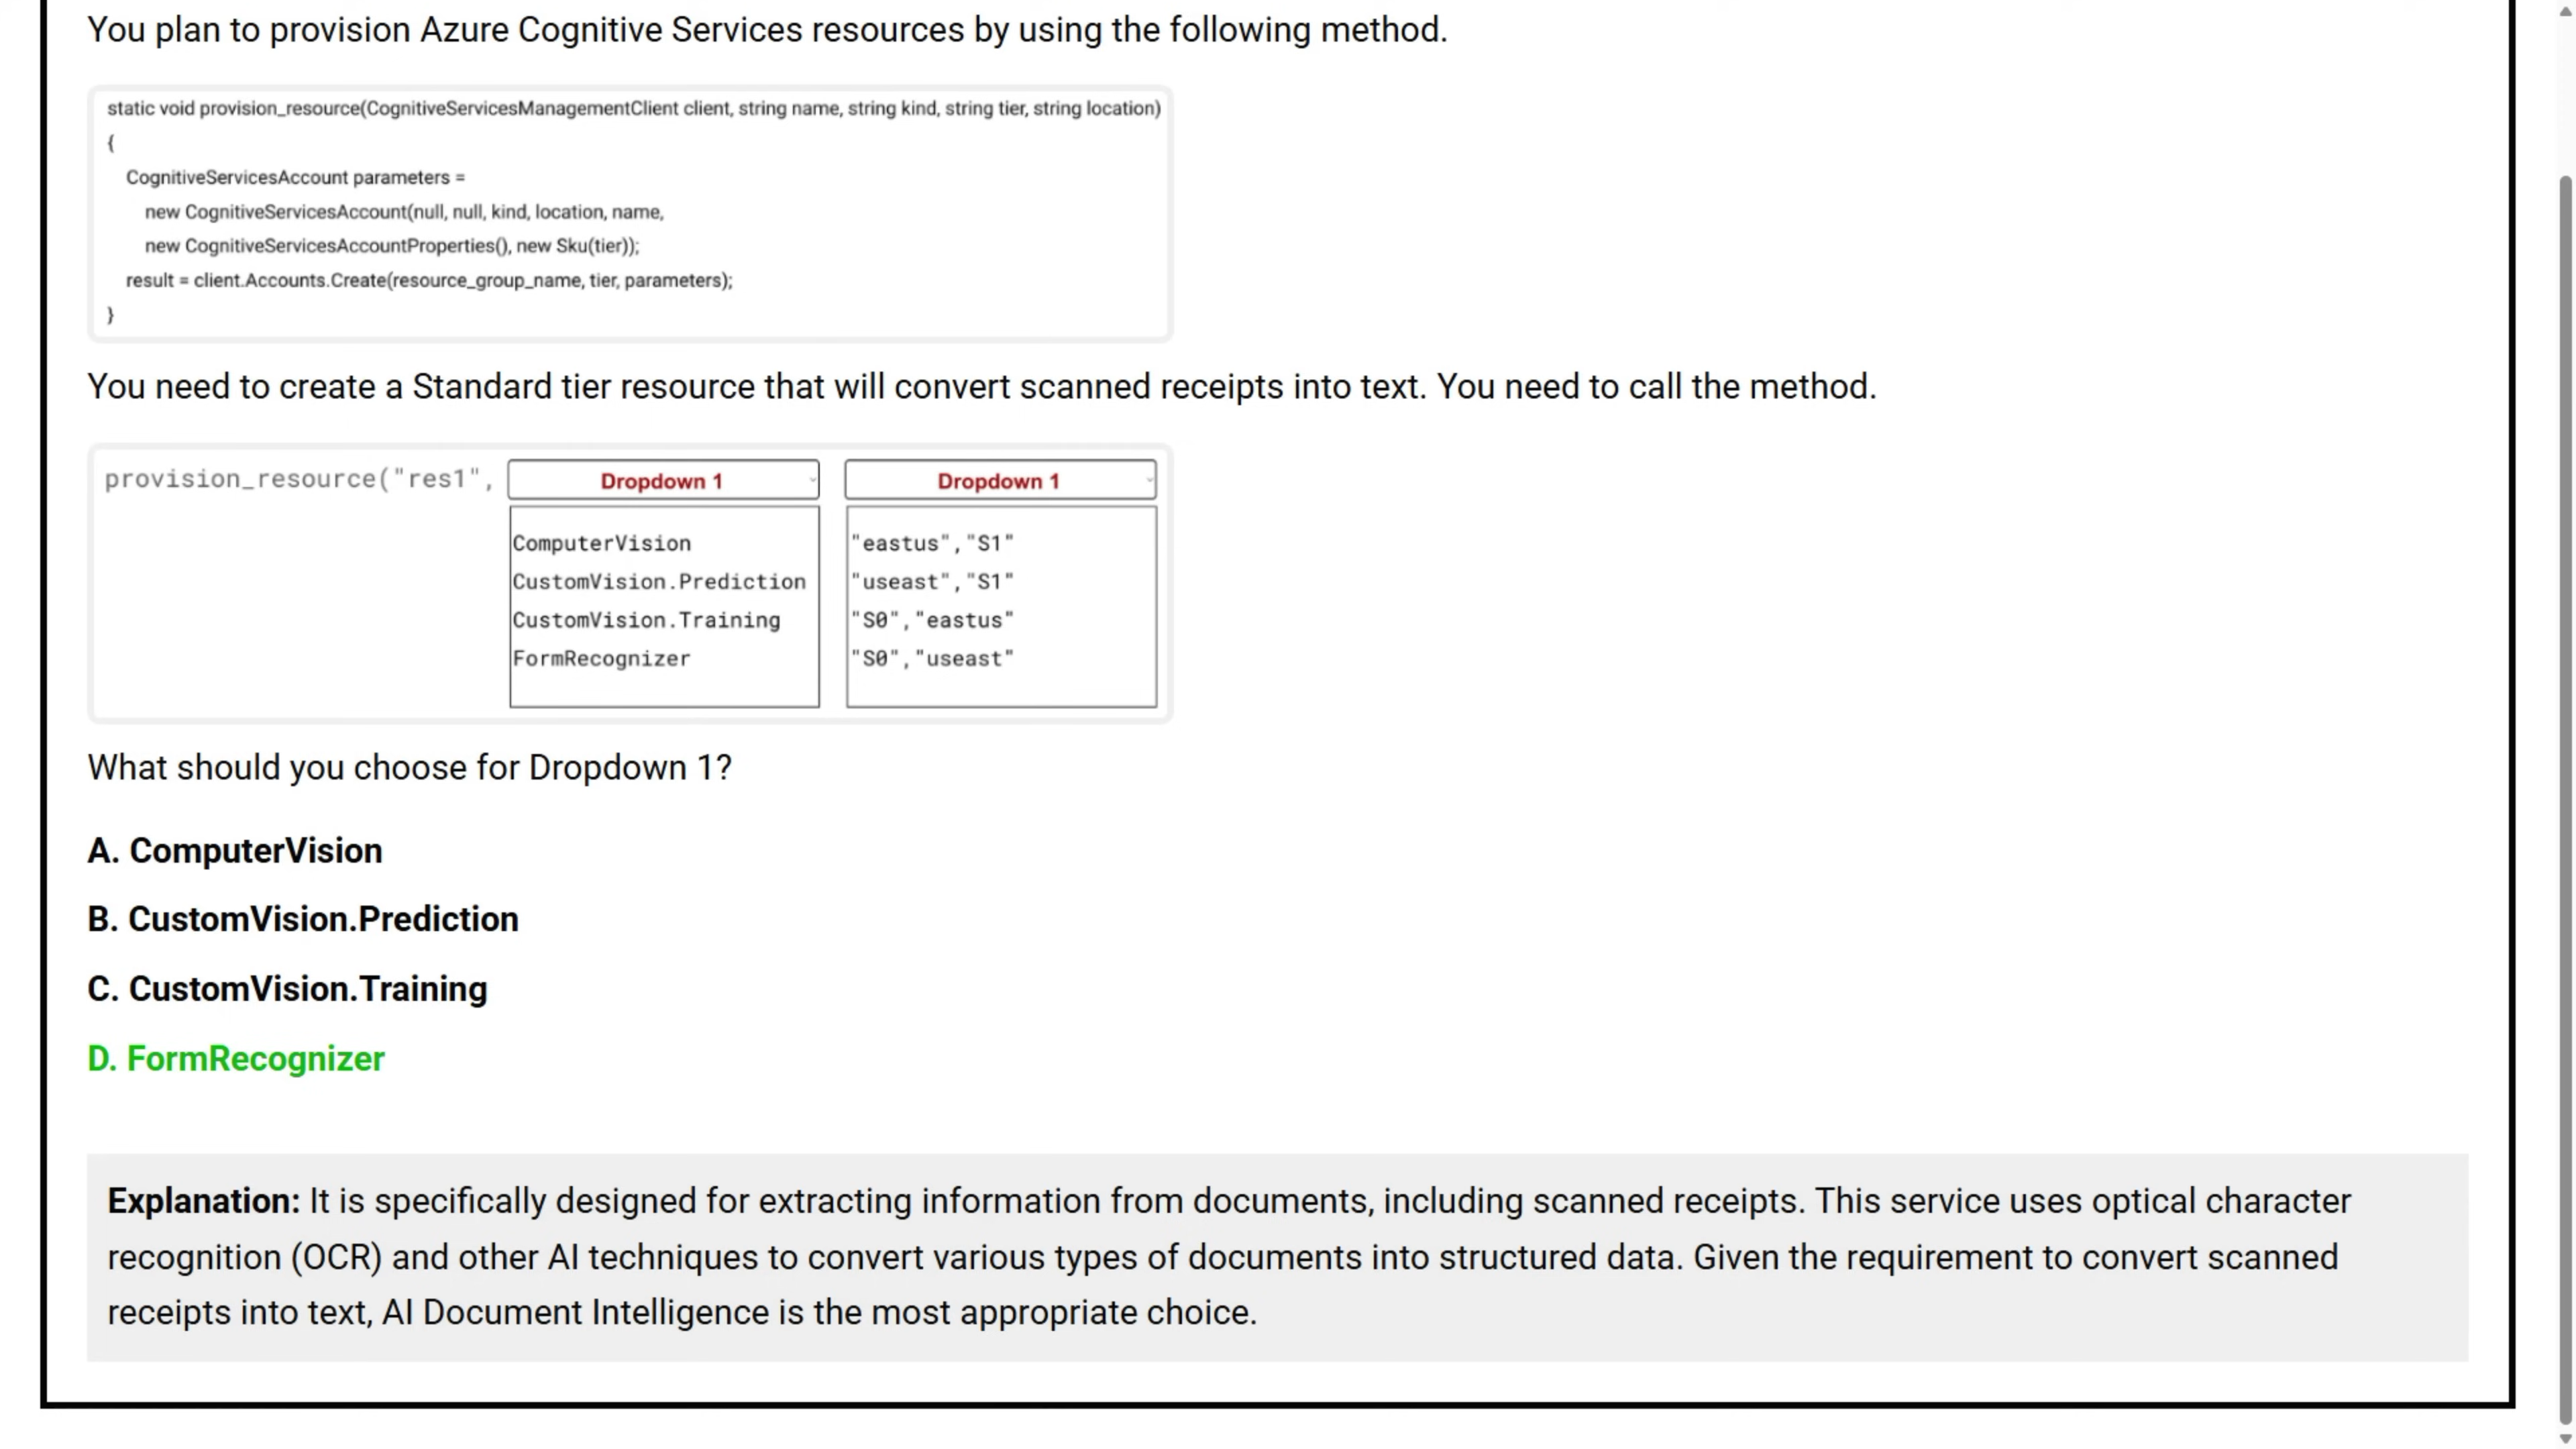 You plan to provision Azure Cognitive Services resources by using the following method.
static void provision_resource(CognitiveServicesManagementClient client, string name, string kind, string tier, string location)
{
CognitiveServicesAccount parameters =
new CognitiveServicesAccount(null, null, kind, location, name,
new CognitiveServicesAccountProperties(), new Sku(tier));
result = client.Accounts.Create(resource_group_name, tier, parameters);
}
You need to create a Standard tier resource that will convert scanned receipts into text. You need to call the method.
provision_resource("res1", Dropdown 1 Dropdown 1
ComputerVision "eastus","S1"
CustomVision.Prediction "useast","S1"
CustomVision.Training "S0","eastus"
FormRecognizer "S0","useast"
What should you choose for Dropdown 1?
A. ComputerVision
B. CustomVision.Prediction
C. CustomVision.Training
D. FormRecognizer
Explanation: It is specifically designed for extracting information from documents, including scanned receipts. This service uses optical character
recognition (OCR) and other AI techniques to convert various types of documents into structured data. Given the requirement to convert scanned
receipts into text, AI Document Intelligence is the most appropriate choice.